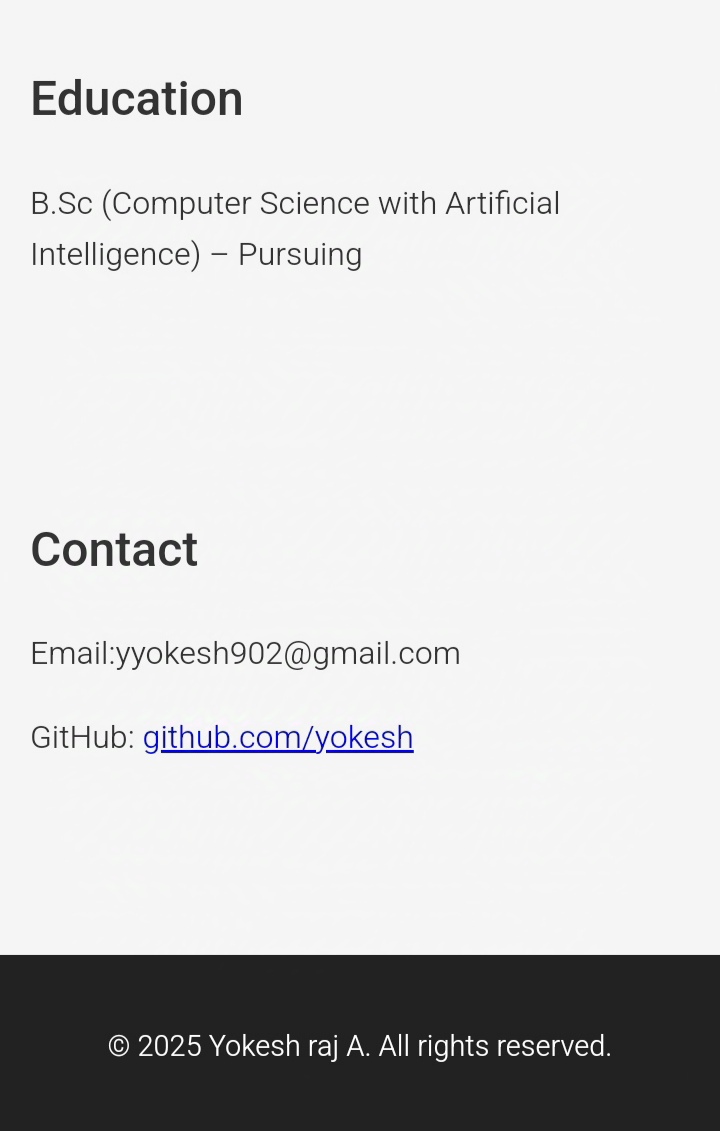 Education
B.Sc (Computer Science with Artificial
Intelligence) – Pursuing
Contact
Email:yyokesh902@gmail.com
GitHub: github.com/yokesh
© 2025 Yokesh raj A. All rights reserved.